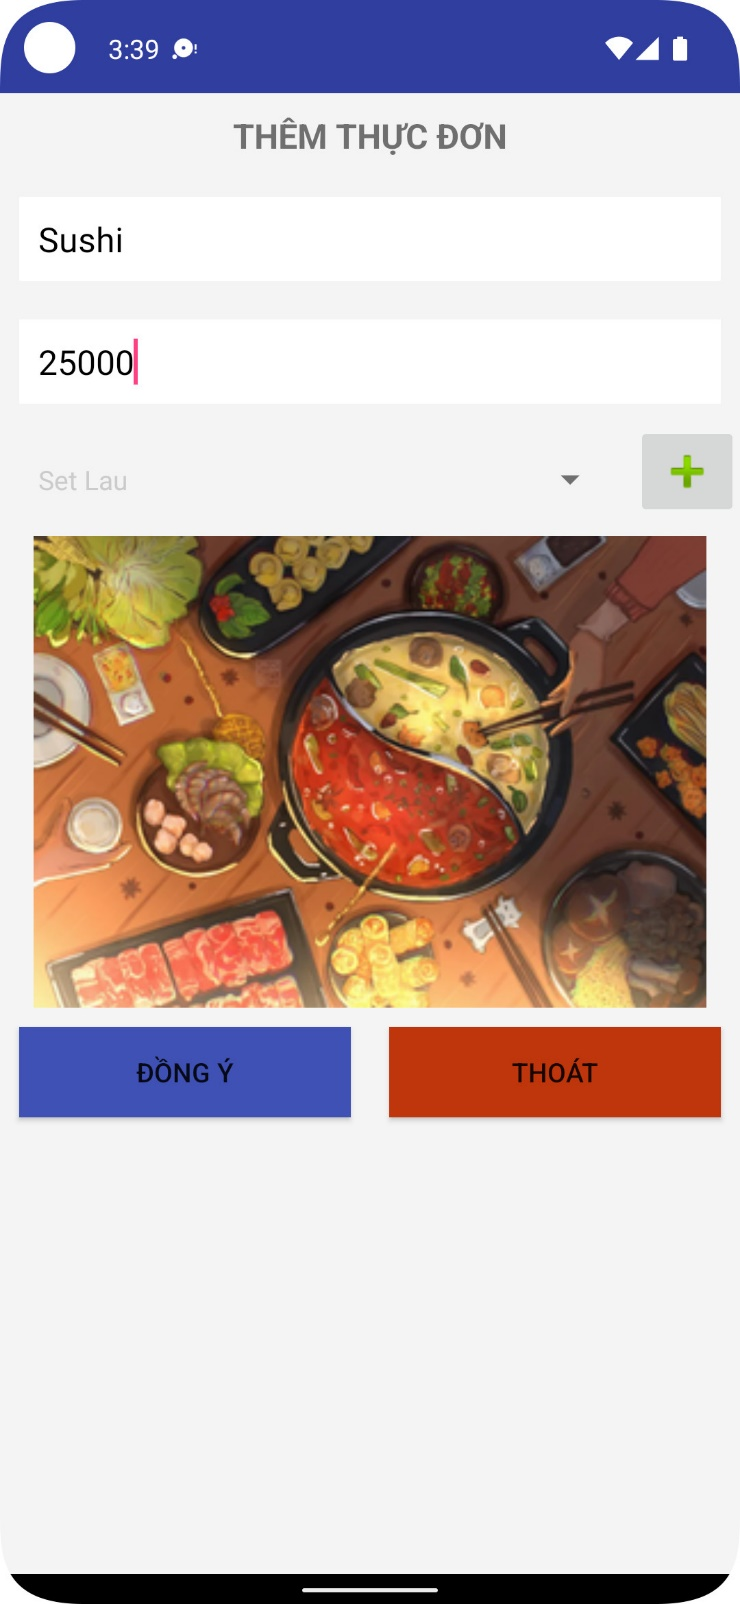 3:39
THÊM THỰC ĐƠN
Sushi
25000
Set Lau
ĐỒNG Ý
THOÁT